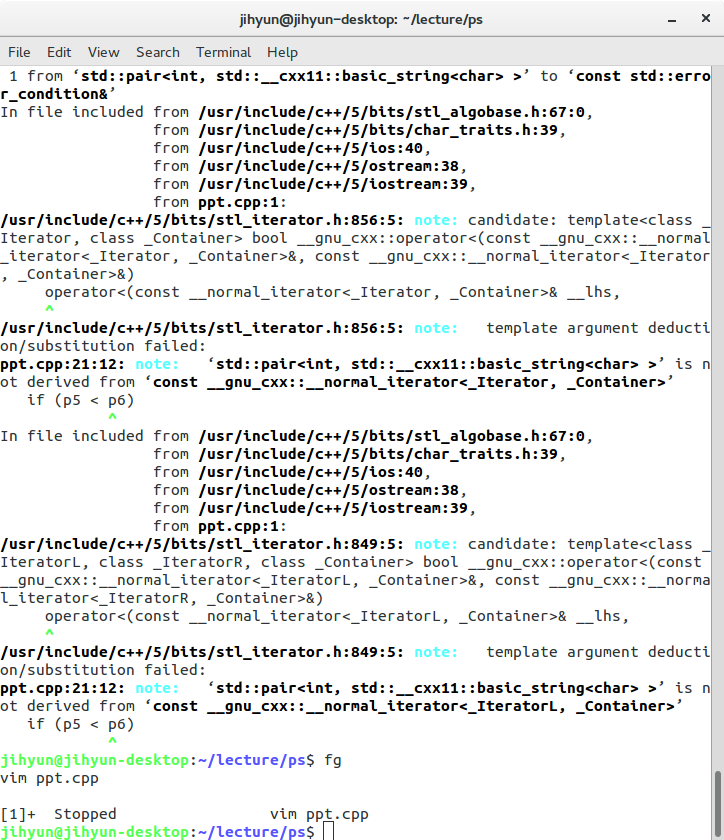 jihyun@jihyun-desktop: ~/lecture/ps
File Edit View Search Terminal Help
 1 from ‘std::pair<int, std::__cxx11::basic_string<char> >’ to ‘const std::erro
r_condition&’
In file included from /usr/include/c++/5/bits/stl_algobase.h:67:0,
                 from /usr/include/c++/5/bits/char_traits.h:39,
                 from /usr/include/c++/5/ios:40,
                 from /usr/include/c++/5/ostream:38,
                 from /usr/include/c++/5/iostream:39,
                 from ppt.cpp:1:
/usr/include/c++/5/bits/stl_iterator.h:856:5: note: candidate: template<class _
Iterator, class _Container> bool __gnu_cxx::operator<(const __gnu_cxx::__normal
_iterator<_Iterator, _Container>&, const __gnu_cxx::__normal_iterator<_Iterator
, _Container>&)
     operator<(const __normal_iterator<_Iterator, _Container>& __lhs,
     ^
/usr/include/c++/5/bits/stl_iterator.h:856:5: note:   template argument deducti
on/substitution failed:
ppt.cpp:21:12: note:   ‘std::pair<int, std::__cxx11::basic_string<char> >’ is n
ot derived from ‘const __gnu_cxx::__normal_iterator<_Iterator, _Container>’
   if (p5 < p6)
            ^
In file included from /usr/include/c++/5/bits/stl_algobase.h:67:0,
                 from /usr/include/c++/5/bits/char_traits.h:39,
                 from /usr/include/c++/5/ios:40,
                 from /usr/include/c++/5/ostream:38,
                 from /usr/include/c++/5/iostream:39,
                 from ppt.cpp:1:
/usr/include/c++/5/bits/stl_iterator.h:849:5: note: candidate: template<class _
IteratorL, class _IteratorR, class _Container> bool __gnu_cxx::operator<(const 
__gnu_cxx::__normal_iterator<_IteratorL, _Container>&, const __gnu_cxx::__norma
l_iterator<_IteratorR, _Container>&)
     operator<(const __normal_iterator<_IteratorL, _Container>& __lhs,
     ^
/usr/include/c++/5/bits/stl_iterator.h:849:5: note:   template argument deducti
on/substitution failed:
ppt.cpp:21:12: note:   ‘std::pair<int, std::__cxx11::basic_string<char> >’ is n
ot derived from ‘const __gnu_cxx::__normal_iterator<_IteratorL, _Container>’
   if (p5 < p6)
            ^
jihyun@jihyun-desktop:~/lecture/ps$ fg
vim ppt.cpp

[1]+  Stopped                 vim ppt.cpp
jihyun@jihyun-desktop:~/lecture/ps$